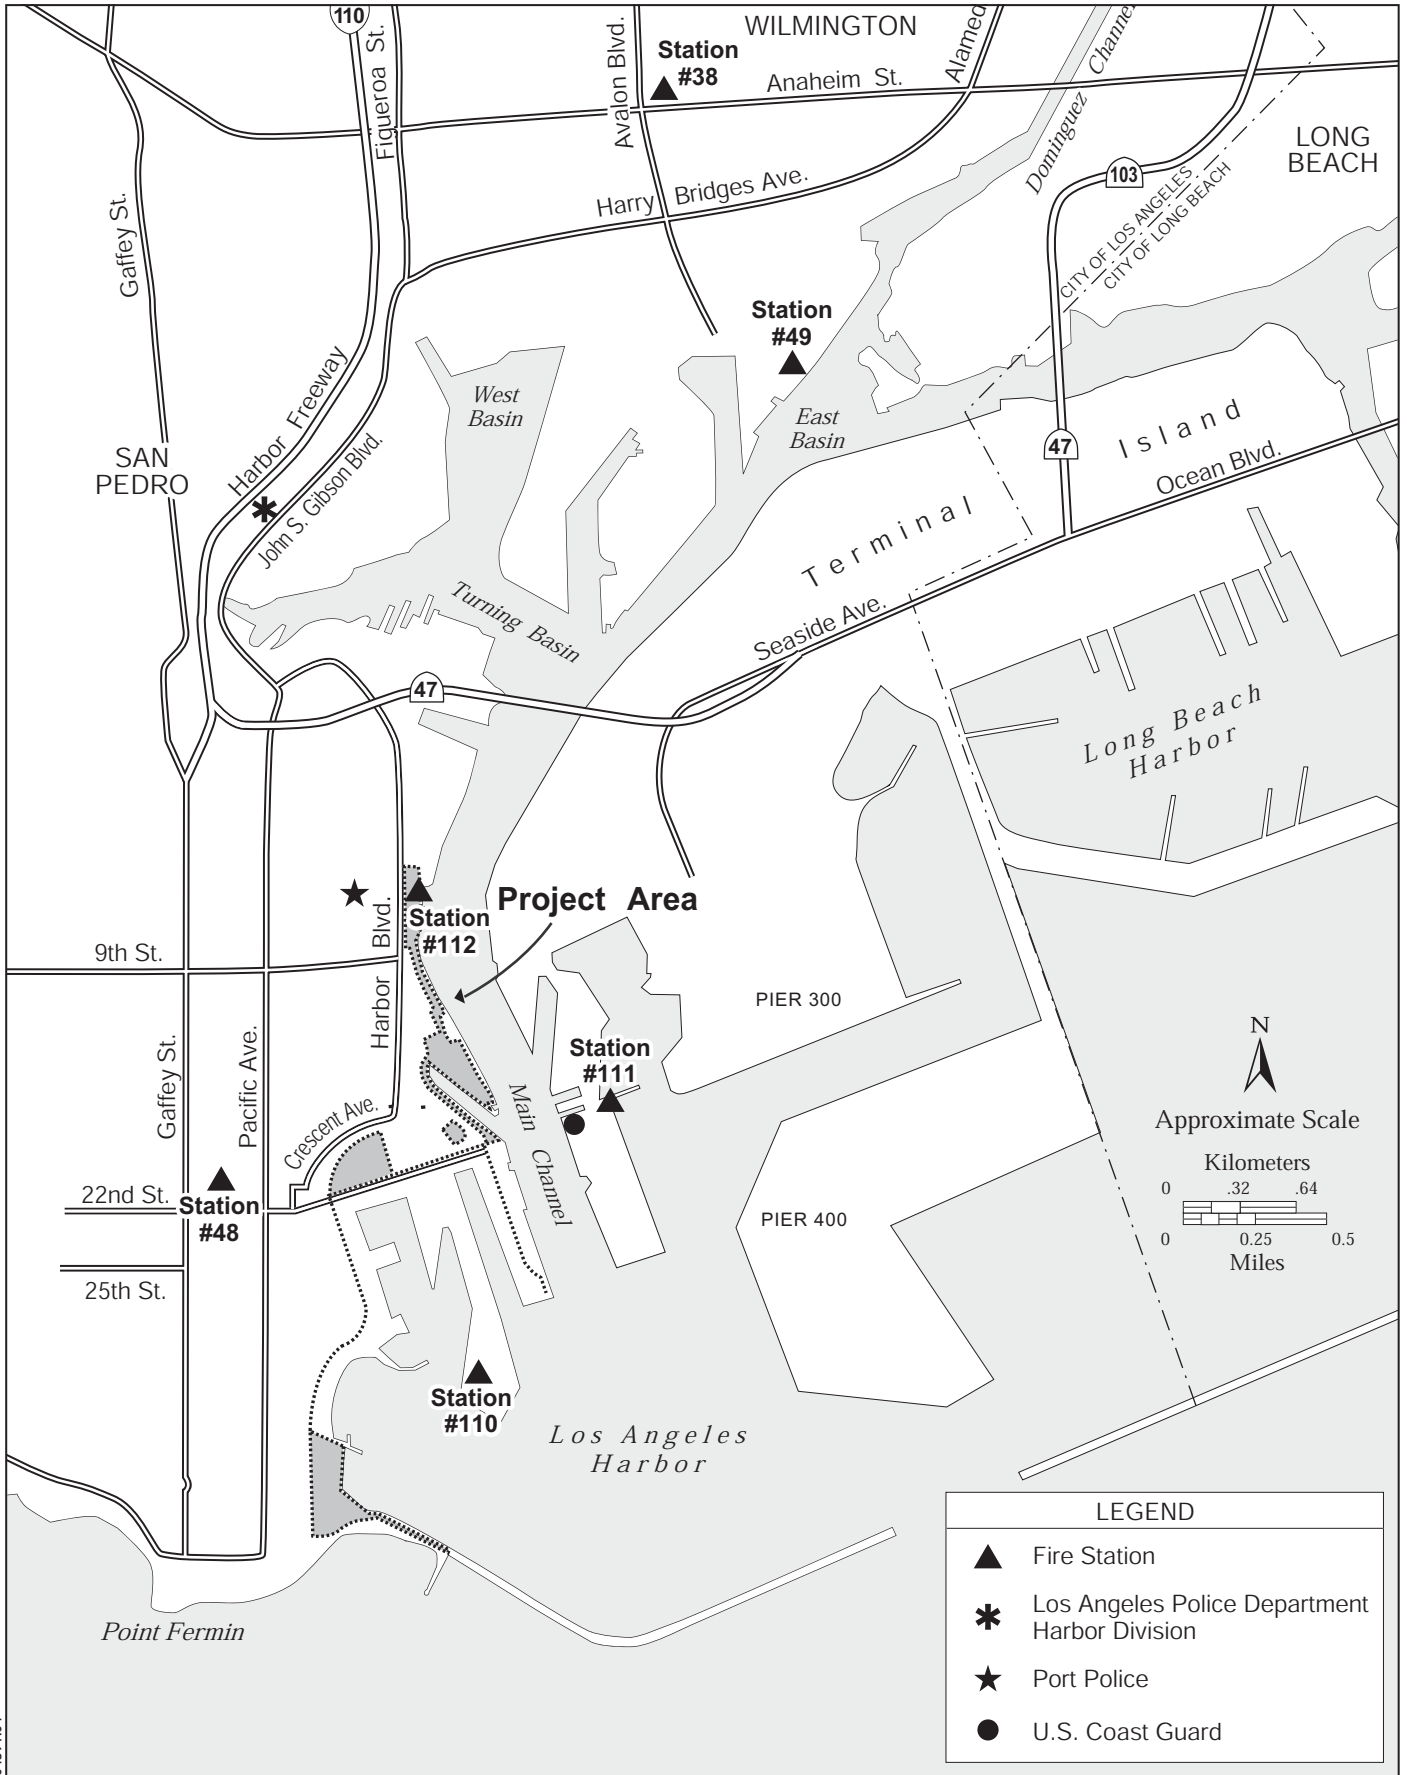 110
Figueroa St.
Avalon Blvd.
WILMINGTON
Station
#38
Anaheim St.
Alamed
Dominguez Channel
LONG
BEACH
103
Gaffey St.
Harry Bridges Ave.
CITY OF LOS ANGELES
CITY OF LONG BEACH
Station
#49
West
Basin
East
Basin
Harbor Freeway
John S. Gibson Blvd.
SAN
PEDRO
47
Terminal Island
Ocean Blvd.
Turning Basin
Seaside Ave.
47
Long Beach
Harbor
Project Area
Station
#112
Harbor Blvd.
9th St.
PIER 300
Gaffey St.
Pacific Ave.
Station
#111
Main Channel
Crescent Ave.
N
Approximate Scale
Kilometers
0 .32 .64
0 0.25 0.5
Miles
22nd St.
Station
#48
PIER 400
25th St.
Station
#110
Los Angeles
Harbor
Point Fermin
LEGEND
Fire Station
Los Angeles Police Department
Harbor Division
Port Police
U.S. Coast Guard